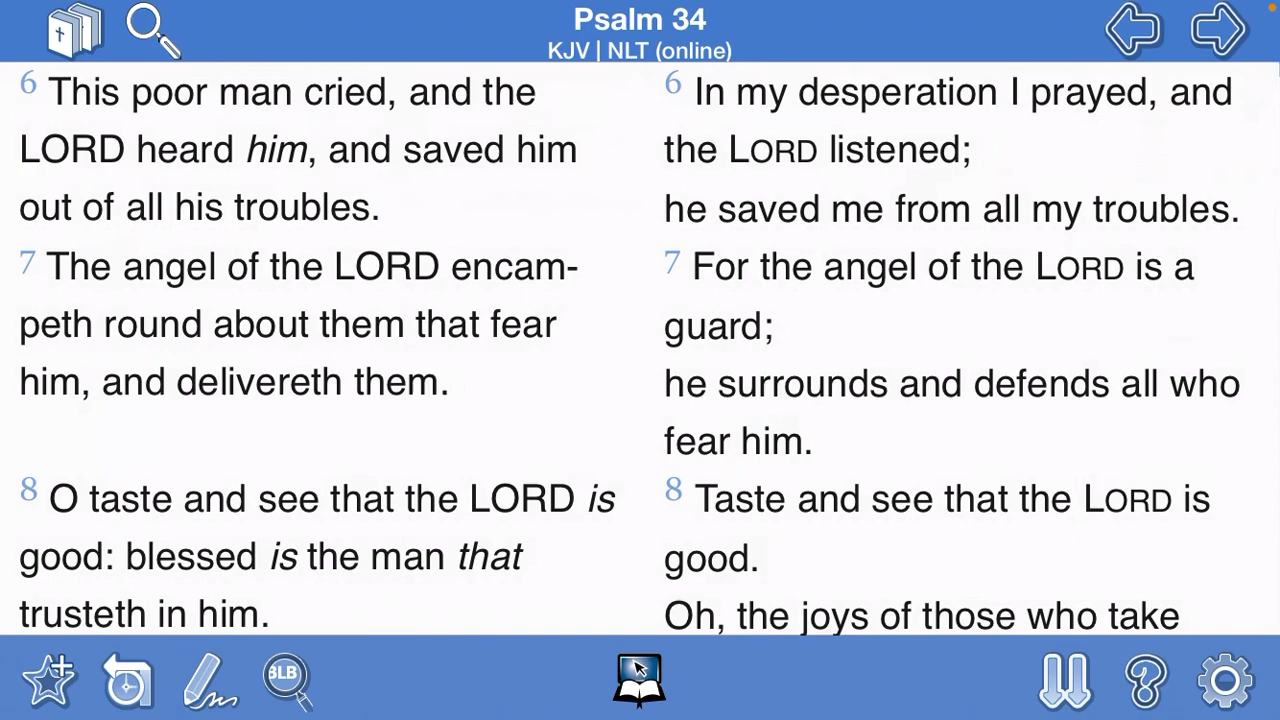 Psalm 34
KJV | NLT (online)
6 This poor man cried, and the
LORD heard him, and saved him
out of all his troubles.
7 The angel of the LORD encam-
peth round about them that fear
him, and delivereth them.
8 O taste and see that the LORD is
good: blessed is the man that
trusteth in him.
6 In my desperation I prayed, and
the LORD listened;
he saved me from all my troubles.
7 For the angel of the LORD is a
guard;
he surrounds and defends all who
fear him.
8 Taste and see that the LORD is
good.
Oh, the joys of those who take
BLB